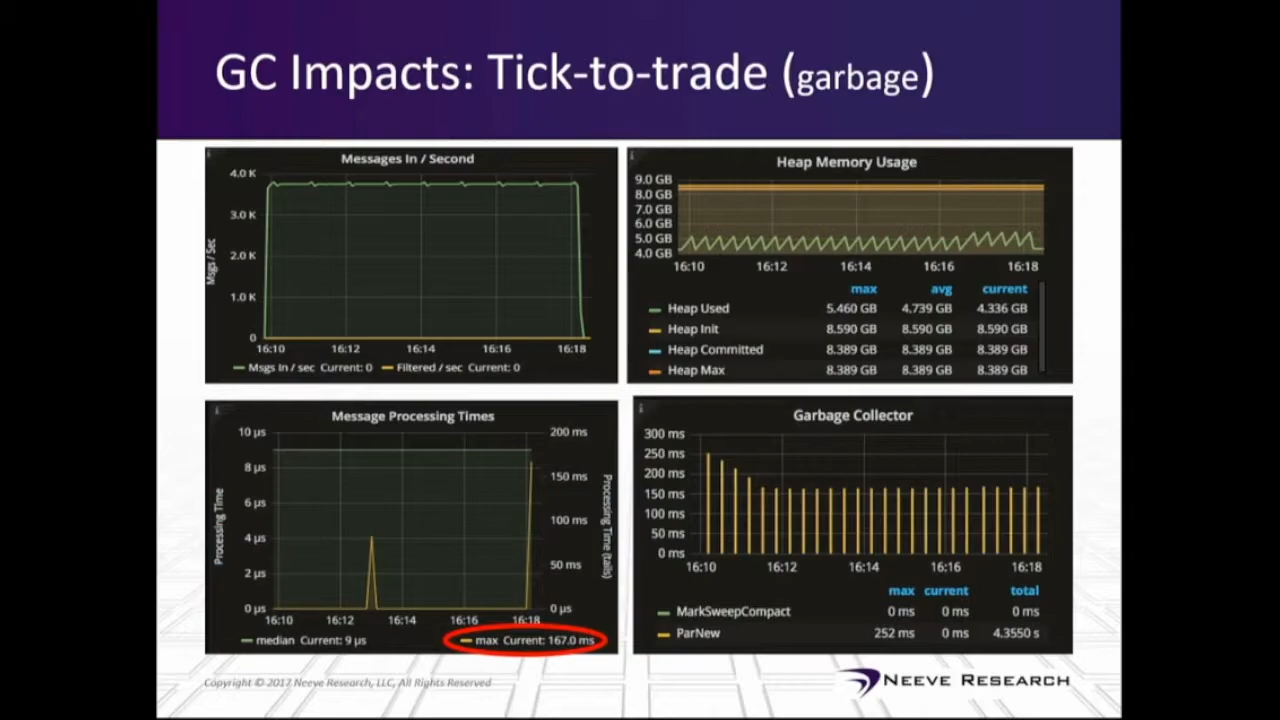 GC Impacts: Tick-to-trade (garbage)
Messages In / Second
4.0 K
3.0 K
2.0 K
1.0 K
0
Msgs / Sec
16:10 16:12 16:14 16:16 16:18
Msgs In / sec Current: 0 Filtered / sec Current: 0
Heap Memory Usage
9.0 GB
8.0 GB
7.0 GB
6.0 GB
5.0 GB
4.0 GB
16:10 16:12 16:14 16:16 16:18
max avg current
Heap Used 5.460 GB 4.739 GB 4.336 GB
Heap Init 8.590 GB 8.590 GB 8.590 GB
Heap Committed 8.389 GB 8.389 GB 8.389 GB
Heap Max 8.389 GB 8.389 GB 8.389 GB
Message Processing Times
10 µs 200 ms
8 µs 150 ms
6 µs 100 ms
4 µs 50 ms
2 µs
0 µs 0 µs
Processing Time
Processing Time (tails)
16:10 16:12 16:14 16:16 16:18
median Current: 9 µs max Current: 167.0 ms
Garbage Collector
300 ms
250 ms
200 ms
150 ms
100 ms
50 ms
0 ms
16:10 16:12 16:14 16:16 16:18
max current total
MarkSweepCompact 0 ms 0 ms 0 ms
ParNew 252 ms 0 ms 4.3550 s
Copyright © 2017 Neeve Research, LLC, All Rights Reserved
NEEVE RESEARCH